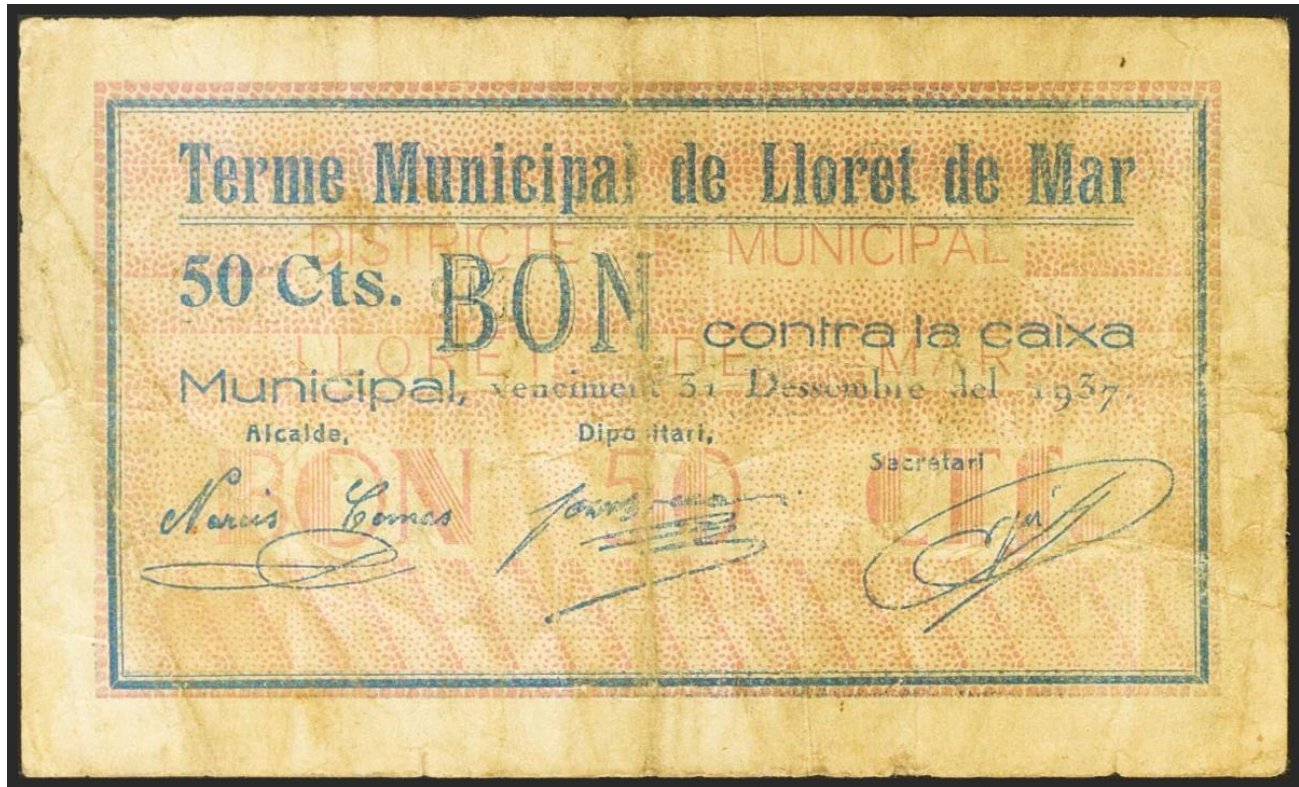 Terme Municipal de Lloret de Mar
DISTRICTE MUNICIPAL
50 Cts. BON contra la caixa
LLORET DE MAR
Municipal, venciment 31 Dessembre del 1937.
Alcalde, Dipositari,
Secretari
BON 50 CTS.
Narcís Comas